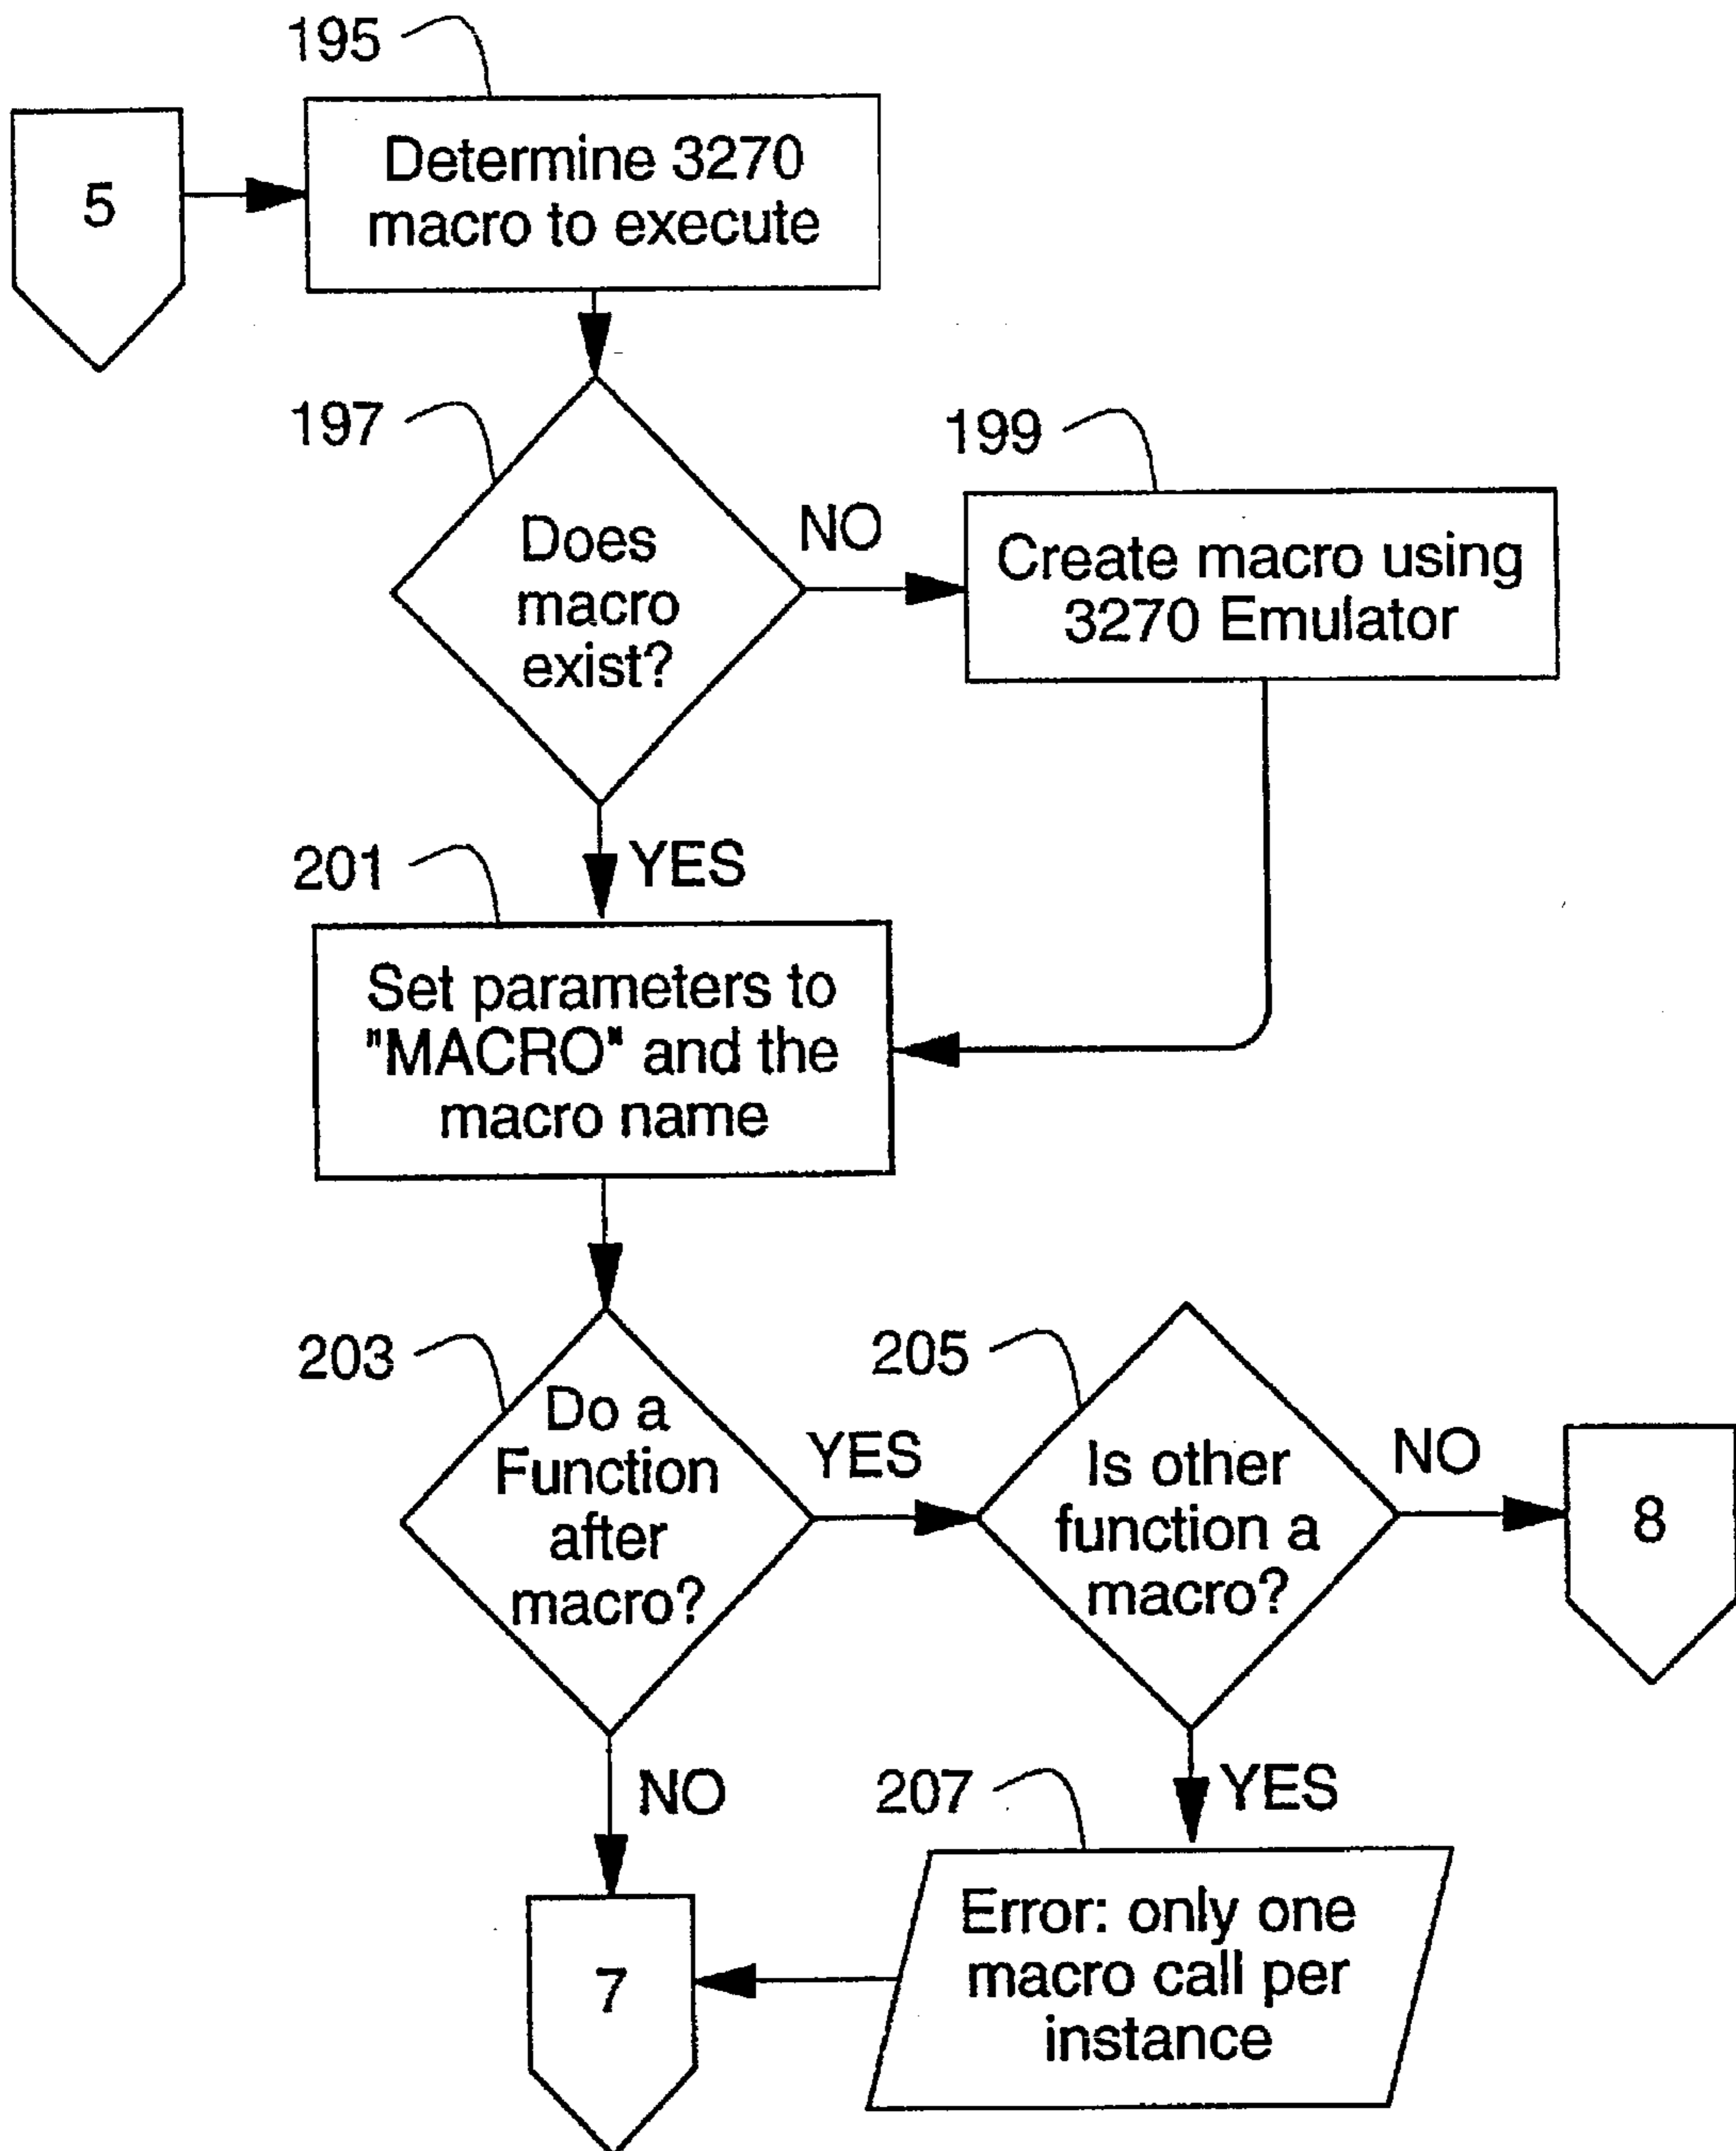 195
5
Determine 3270
macro to execute
197
Does
macro
exist?
NO
199
Create macro using
3270 Emulator
YES
201
Set parameters to
"MACRO" and the
macro name
203
Do a
Function
after
macro?
YES
205
Is other
function a
macro?
NO
8
NO
7
YES
207
Error: only one
macro call per
instance